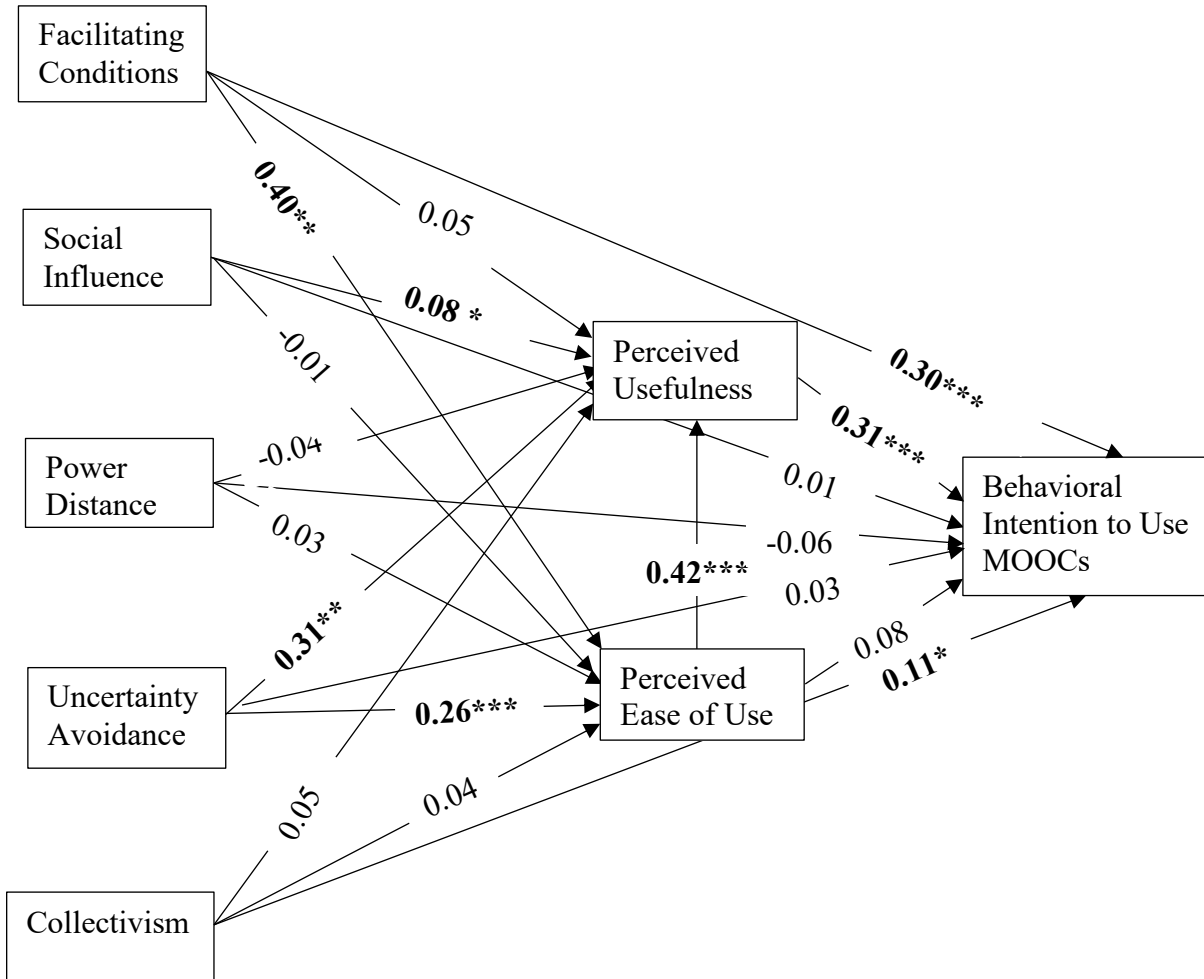 Facilitating
Conditions
0.40**
0.05
Social
Influence
0.08 *
-0.01
Perceived
Usefulness
0.30***
0.31***
Power
Distance
-0.04
0.03
0.01
-0.06
Behavioral
Intention to Use
MOOCs
0.42***
0.03
0.31**
Uncertainty
Avoidance
0.26***
Perceived
Ease of Use
0.08
0.11*
0.05
0.04
Collectivism